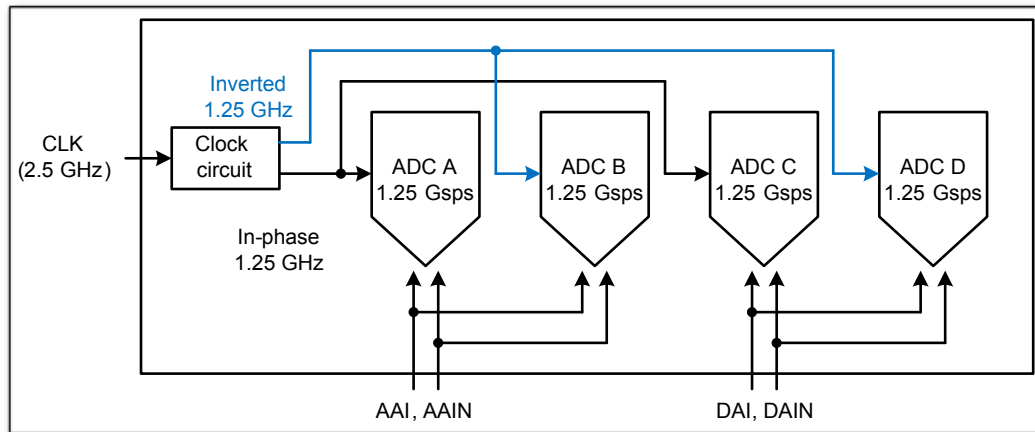 Inverted
1.25 GHz
CLK
(2.5 GHz)
Clock
circuit
ADC A
1.25 Gsps
ADC B
1.25 Gsps
ADC C
1.25 Gsps
ADC D
1.25 Gsps
In-phase
1.25 GHz
AAI, AAIN
DAI, DAIN